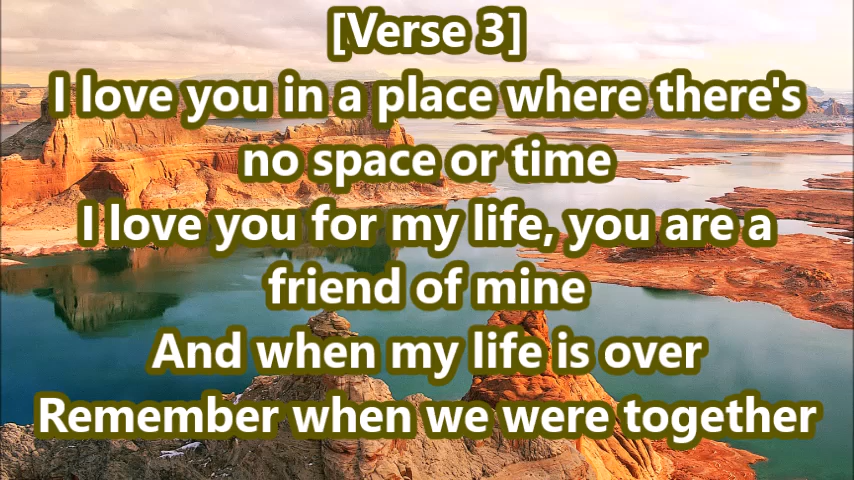 [Verse 3]
I love you in a place where there's
no space or time
I love you for my life, you are a
friend of mine
And when my life is over
Remember when we were together